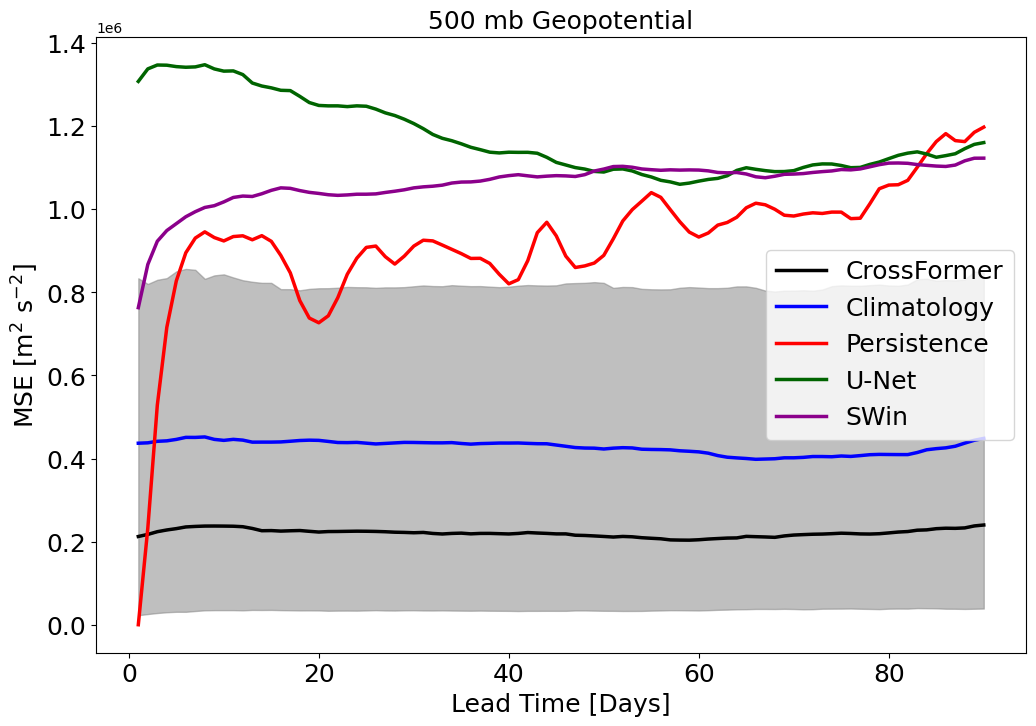 500 mb Geopotential
1e6
1.4
1.2
1.0
0.8
0.6
0.4
0.2
0.0
MSE [m² s⁻²]
CrossFormer
Climatology
Persistence
U-Net
SWin
0 20 40 60 80
Lead Time [Days]